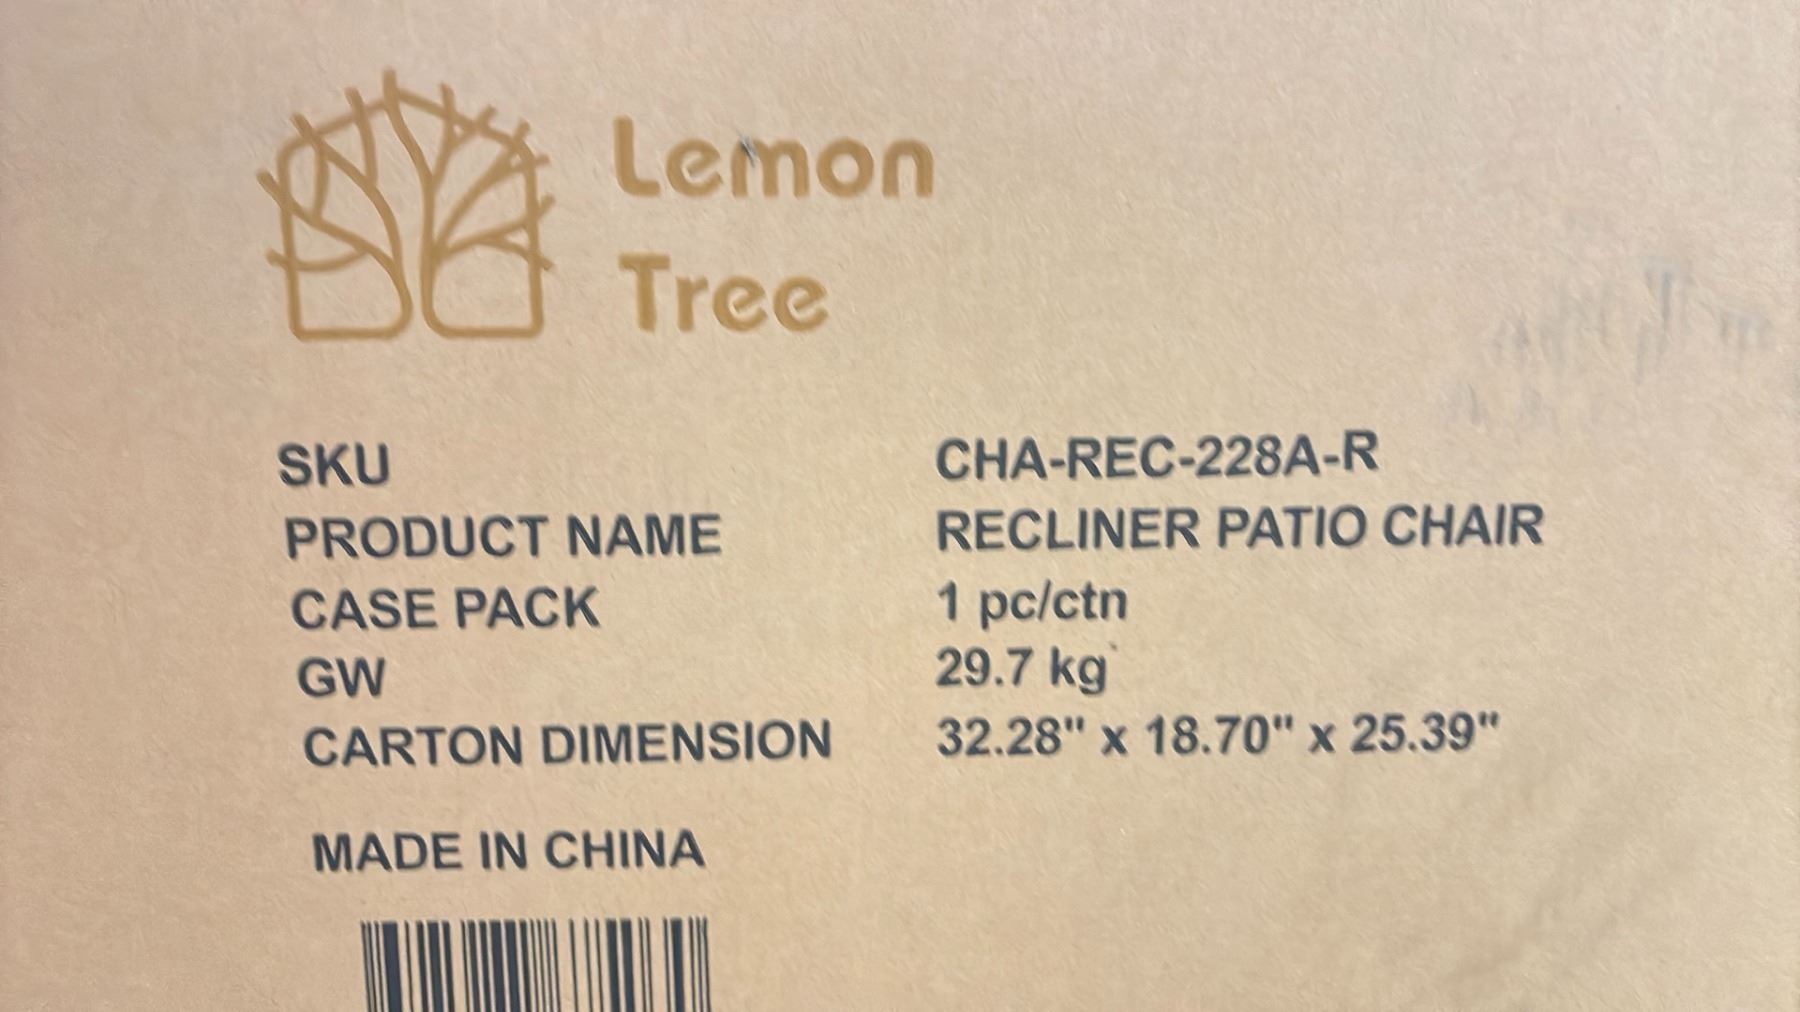 Lemon
Tree
SKU CHA-REC-228A-R
PRODUCT NAME RECLINER PATIO CHAIR
CASE PACK 1 pc/ctn
GW 29.7 kg
CARTON DIMENSION 32.28" x 18.70" x 25.39"
MADE IN CHINA